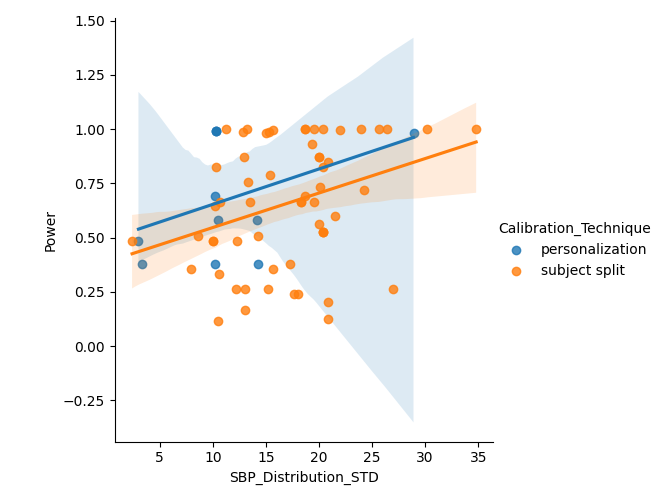 1.50
1.25
1.00
0.75
0.50
0.25
0.00
−0.25
Power
5 10 15 20 25 30 35
SBP_Distribution_STD
Calibration_Technique
personalization
subject split